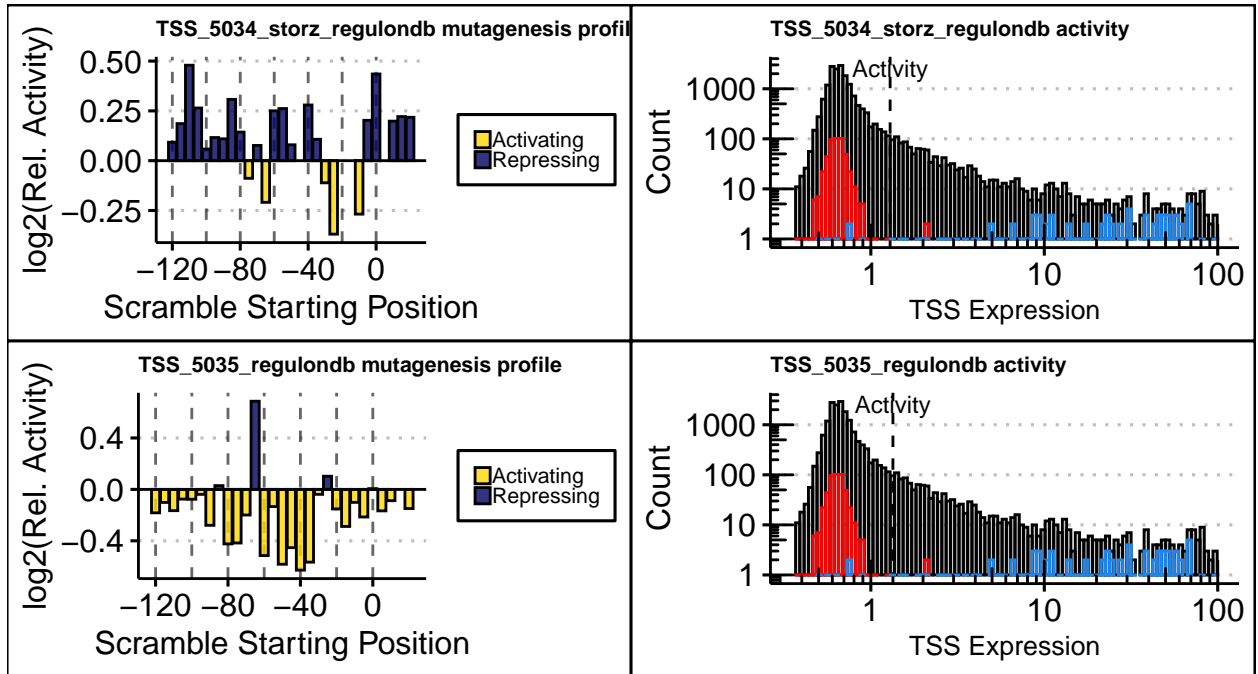 TSS_5034_storz_regulondb mutagenesis profil
log2(Rel. Activity)
0.50
0.25
0.00
−0.25
−120 −80 −40 0
Scramble Starting Position
Activating
Repressing
TSS_5034_storz_regulondb activity
Activity
Count
1000
100
10
1
1 10 100
TSS Expression
TSS_5035_regulondb mutagenesis profile
log2(Rel. Activity)
0.4
0.0
−0.4
−120 −80 −40 0
Scramble Starting Position
Activating
Repressing
TSS_5035_regulondb activity
Activity
Count
1000
100
10
1
1 10 100
TSS Expression